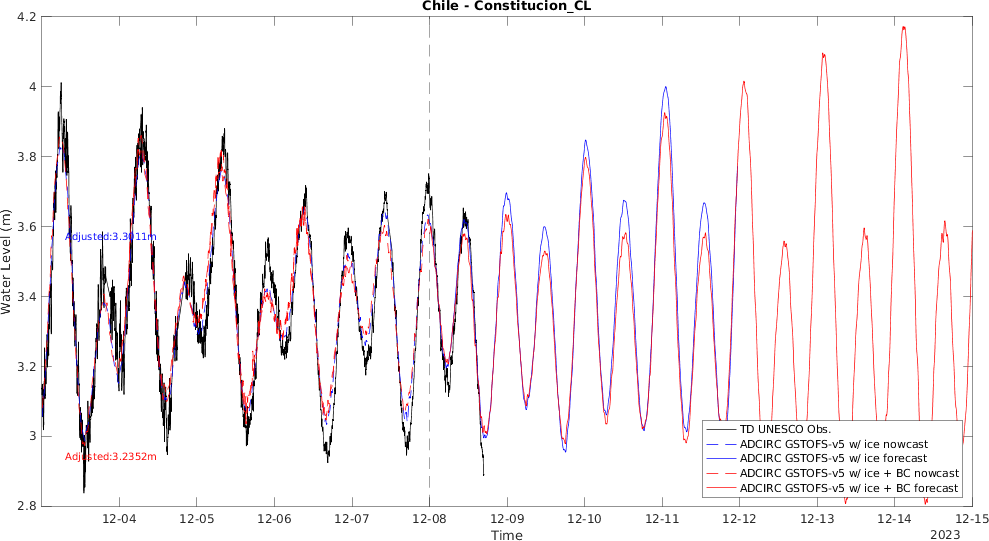 Chile - Constitucion_CL
4.2
4
3.8
3.6
3.4
3.2
3
2.8
Water Level (m)
Adjusted:3.3011m
Adjusted:3.2352m
TD UNESCO Obs.
ADCIRC GSTOFS-v5 w/ ice nowcast
ADCIRC GSTOFS-v5 w/ ice forecast
ADCIRC GSTOFS-v5 w/ ice + BC nowcast
ADCIRC GSTOFS-v5 w/ ice + BC forecast
12-04 12-05 12-06 12-07 12-08 12-09 12-10 12-11 12-12 12-13 12-14 12-15
Time
2023